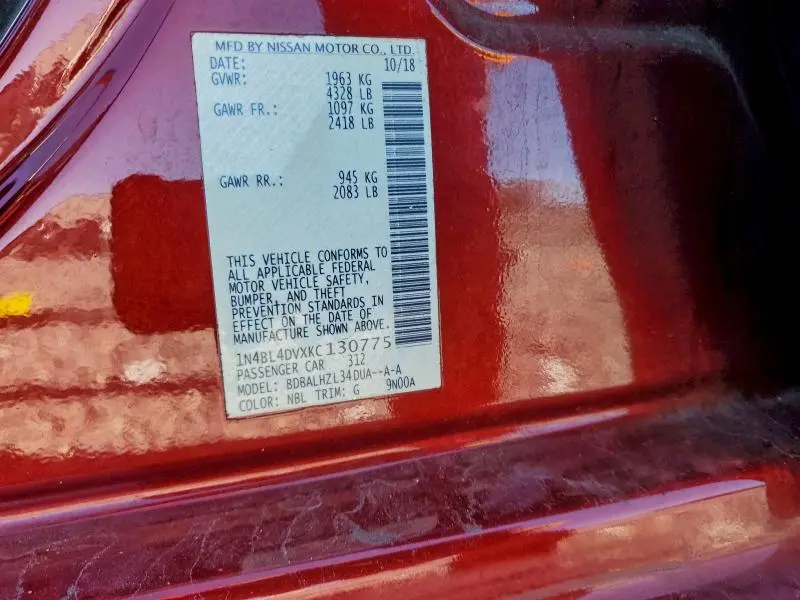 MFD BY NISSAN MOTOR CO., LTD.
DATE: 10/18
GVWR: 1963 KG
4328 LB
GAWR FR.: 1097 KG
2418 LB
GAWR RR.: 945 KG
2083 LB
THIS VEHICLE CONFORMS TO
ALL APPLICABLE FEDERAL
MOTOR VEHICLE SAFETY,
BUMPER, AND THEFT
PREVENTION STANDARDS IN
EFFECT ON THE DATE OF
MANUFACTURE SHOWN ABOVE.
1N4BL4DVXKC130775
PASSENGER CAR 312
MODEL: BDBALHZL34DUA--A-A
COLOR: NBL TRIM: G 9N00A